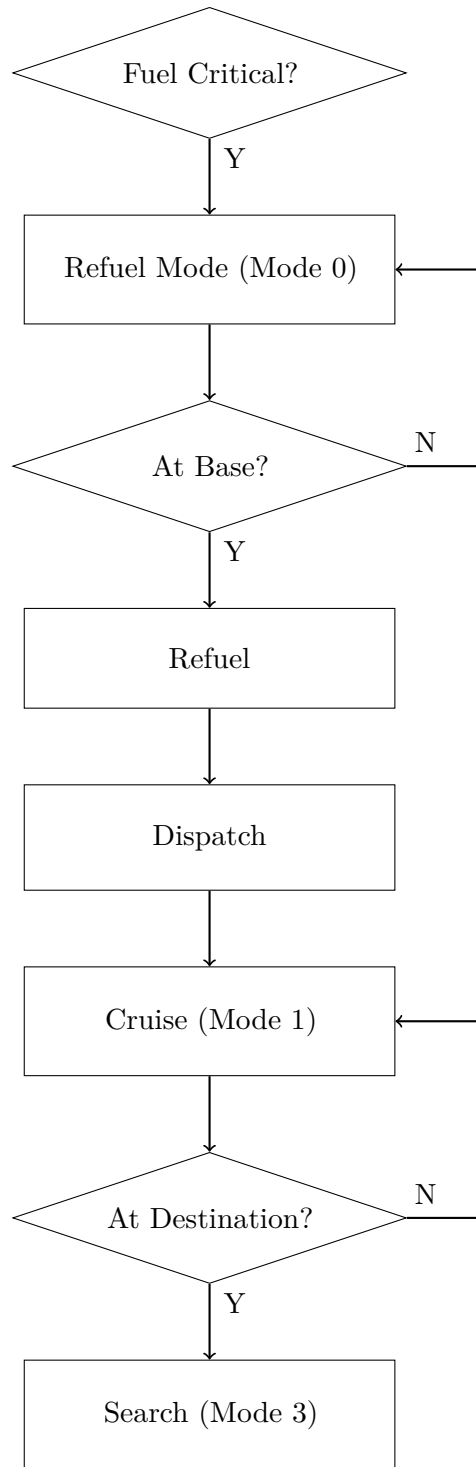 Fuel Critical?
Y
Refuel Mode (Mode 0)
At Base?
N
Y
Refuel
Dispatch
Cruise (Mode 1)
At Destination?
N
Y
Search (Mode 3)